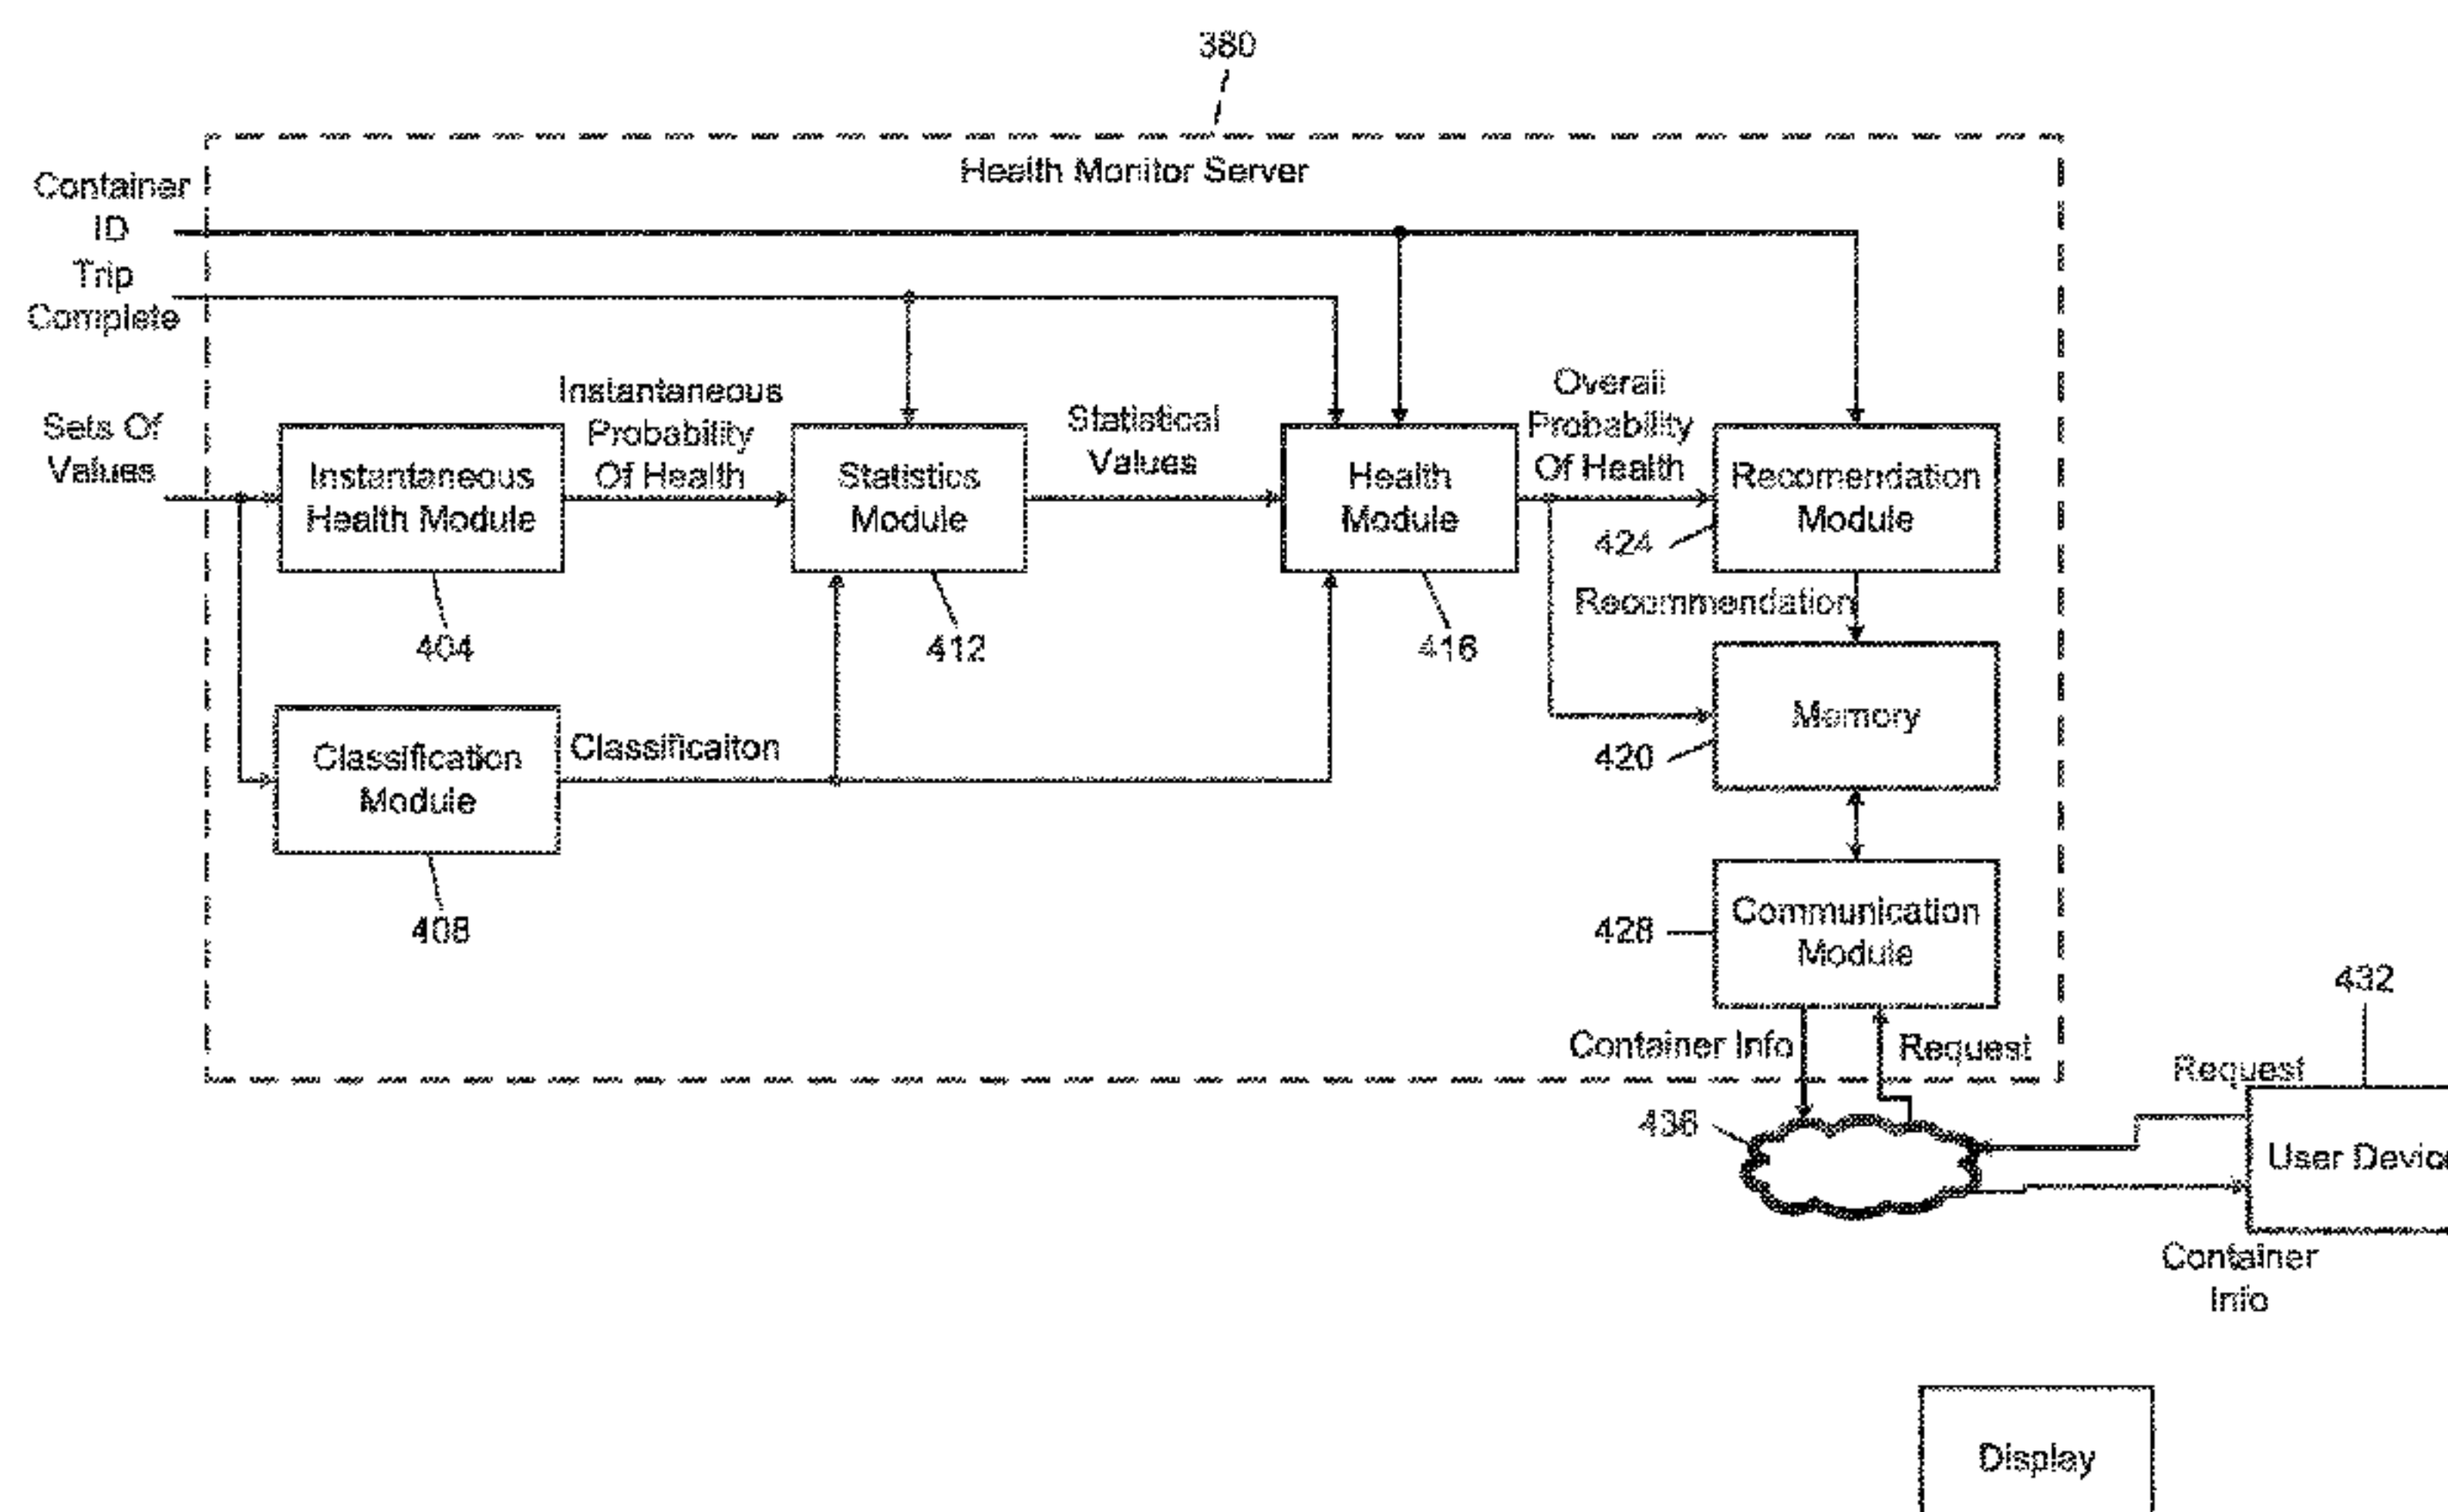 380
Health Monitor Server
Container
ID
Trip
Complete
Sets Of
Values
Instantaneous
Health Module
404
Instantaneous
Probability
Of Health
Statistics
Module
412
Statistical
Values
Health
Module
416
Overall
Probability
Of Health
Recomendation
Module
424
Recommendation
Memory
420
Classification
Module
408
Classificaiton
Communication
Module
428
Container Info
Request
436
432
Request
User Device
Container
Info
Display